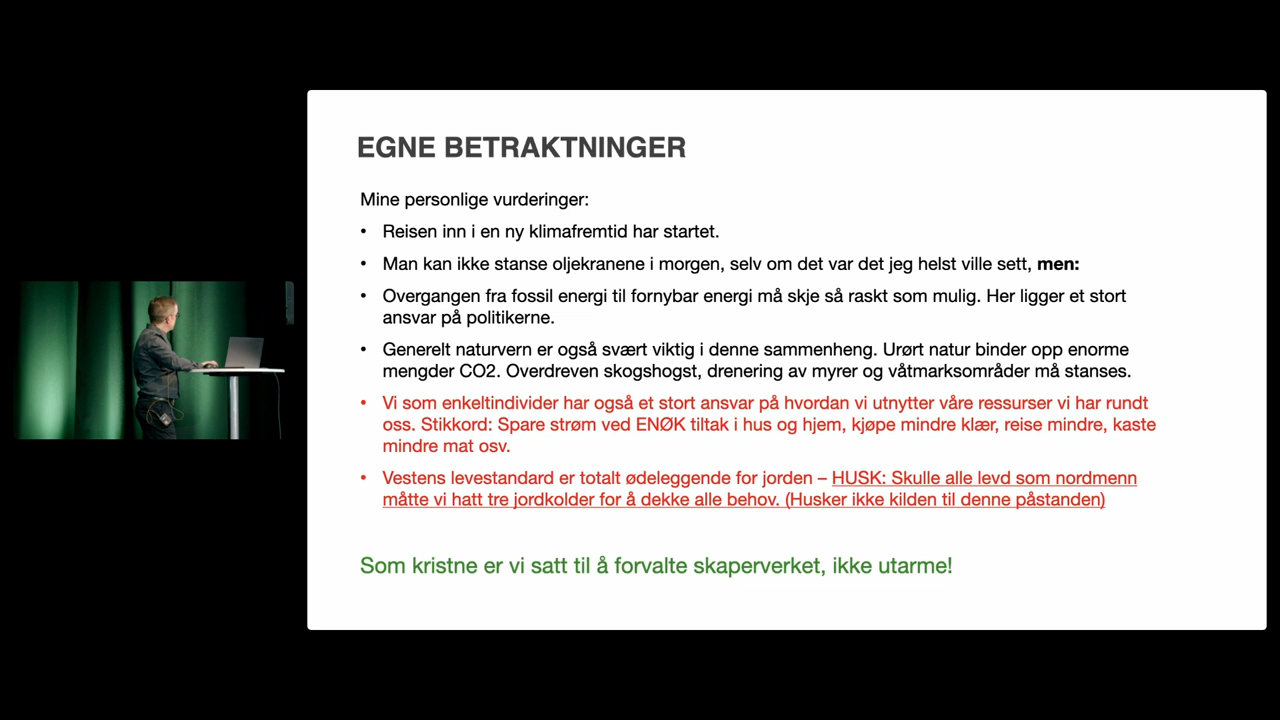 EGNE BETRAKTNINGER
Mine personlige vurderinger:
• Reisen inn i en ny klimafremtid har startet.
• Man kan ikke stanse oljekranene i morgen, selv om det var det jeg helst ville sett, men:
• Overgangen fra fossil energi til fornybar energi må skje så raskt som mulig. Her ligger et stort
ansvar på politikerne.
• Generelt naturvern er også svært viktig i denne sammenheng. Urørt natur binder opp enorme
mengder CO2. Overdreven skogshogst, drenering av myrer og våtmarksområder må stanses.
• Vi som enkeltindivider har også et stort ansvar på hvordan vi utnytter våre ressurser vi har rundt
oss. Stikkord: Spare strøm ved ENØK tiltak i hus og hjem, kjøpe mindre klær, reise mindre, kaste
mindre mat osv.
• Vestens levestandard er totalt ødeleggende for jorden – HUSK: Skulle alle levd som nordmenn
måtte vi hatt tre jordkolder for å dekke alle behov. (Husker ikke kilden til denne påstanden)
Som kristne er vi satt til å forvalte skaperverket, ikke utarme!